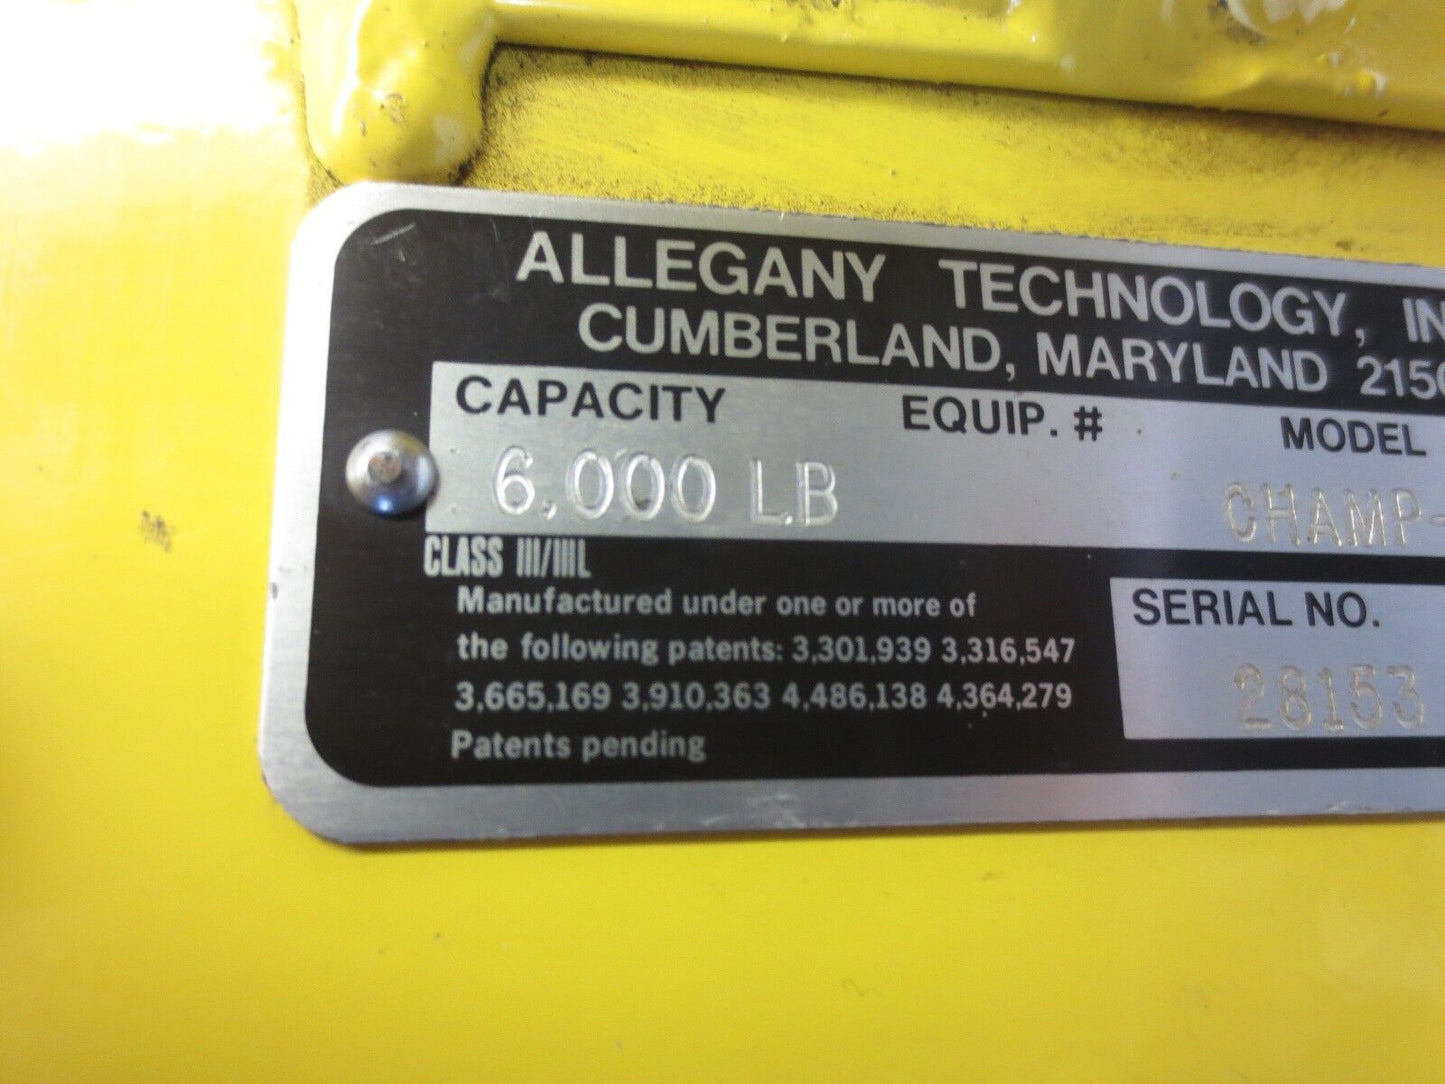 ALLEGANY TECHNOLOGY, IN
CUMBERLAND, MARYLAND 2150
CAPACITY EQUIP. # MODEL
6,000 LB CHAMP-
CLASS III/IIIL
Manufactured under one or more of
the following patents: 3,301,939 3,316,547
3,665,169 3,910,363 4,486,138 4,364,279
Patents pending
SERIAL NO.
28153